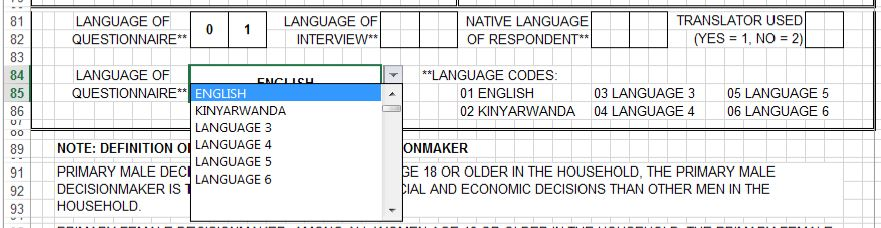 81 LANGUAGE OF LANGUAGE OF NATIVE LANGUAGE TRANSLATOR USED
82 QUESTIONNAIRE** 0 1 INTERVIEW** OF RESPONDENT** (YES = 1, NO = 2)
83
84 LANGUAGE OF ENGLISH **LANGUAGE CODES:
85 QUESTIONNAIRE** ENGLISH 01 ENGLISH 03 LANGUAGE 3 05 LANGUAGE 5
86 KINYARWANDA 02 KINYARWANDA 04 LANGUAGE 4 06 LANGUAGE 6
LANGUAGE 3
LANGUAGE 4
LANGUAGE 5
LANGUAGE 6
89 NOTE: DEFINITION OF ONMAKER
91 PRIMARY MALE DECI GE 18 OR OLDER IN THE HOUSEHOLD, THE PRIMARY MALE
92 DECISIONMAKER IS T CIAL AND ECONOMIC DECISIONS THAN OTHER MEN IN THE
93 HOUSEHOLD.